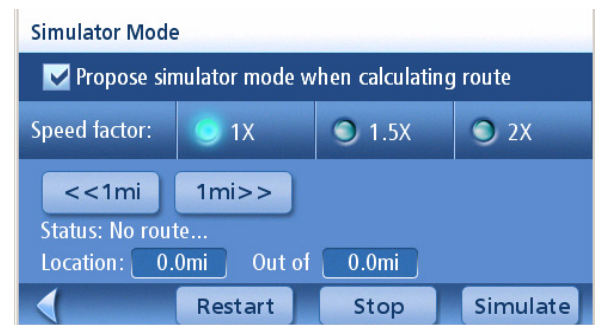 Simulator Mode
Propose simulator mode when calculating route
Speed factor: 1X 1.5X 2X
<<1mi 1mi>>
Status: No route...
Location: 0.0mi Out of 0.0mi
Restart Stop Simulate